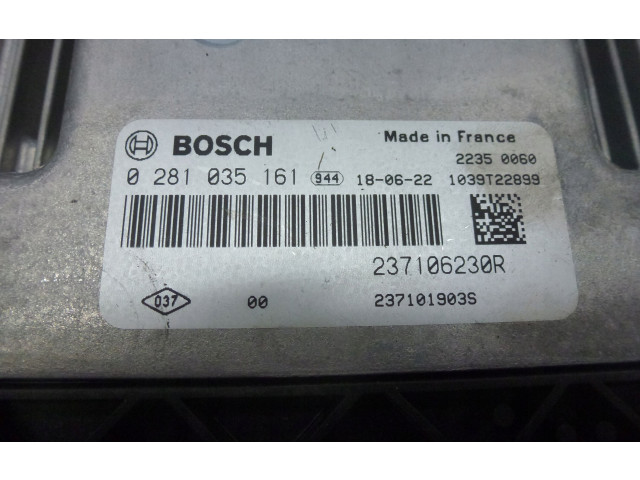 BOSCH Made in France
2235 0060
0 281 035 161 944 18-06-22 1039T22899
237106230R
037 00 237101903S